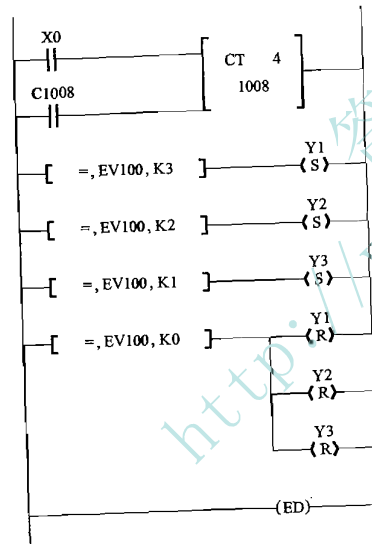 X0
CT 4
1008
C1008
Y1
=, EV100, K3
S
Y2
=, EV100, K2
S
Y3
=, EV100, K1
S
Y1
=, EV100, K0
R
Y2
R
Y3
R
(ED)
http://